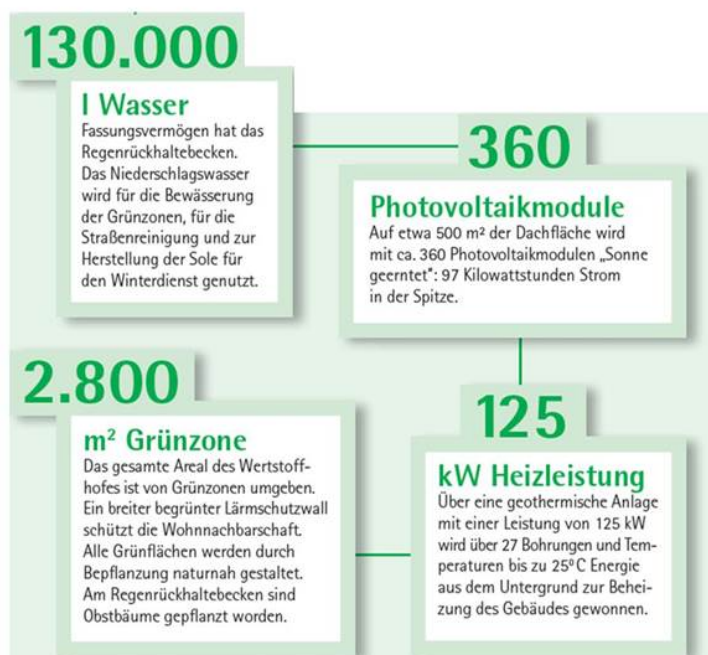 130.000
l Wasser
Fassungsvermögen hat das
Regenrückhaltebecken.
Das Niederschlagswasser
wird für die Bewässerung
der Grünzonen, für die
Straßenreinigung und zur
Herstellung der Sole für
den Winterdienst genutzt.
360
Photovoltaikmodule
Auf etwa 500 m² der Dachfläche wird
mit ca. 360 Photovoltaikmodulen „Sonne
geerntet“: 97 Kilowattstunden Strom
in der Spitze.
2.800
m² Grünzone
Das gesamte Areal des Wertstoff-
hofes ist von Grünzonen umgeben.
Ein breiter begrünter Lärmschutzwall
schützt die Wohnnachbarschaft.
Alle Grünflächen werden durch
Bepflanzung naturnah gestaltet.
Am Regenrückhaltebecken sind
Obstbäume gepflanzt worden.
125
kW Heizleistung
Über eine geothermische Anlage
mit einer Leistung von 125 kW
wird über 27 Bohrungen und Tem-
peraturen bis zu 25°C Energie
aus dem Untergrund zur Behei-
zung des Gebäudes gewonnen.